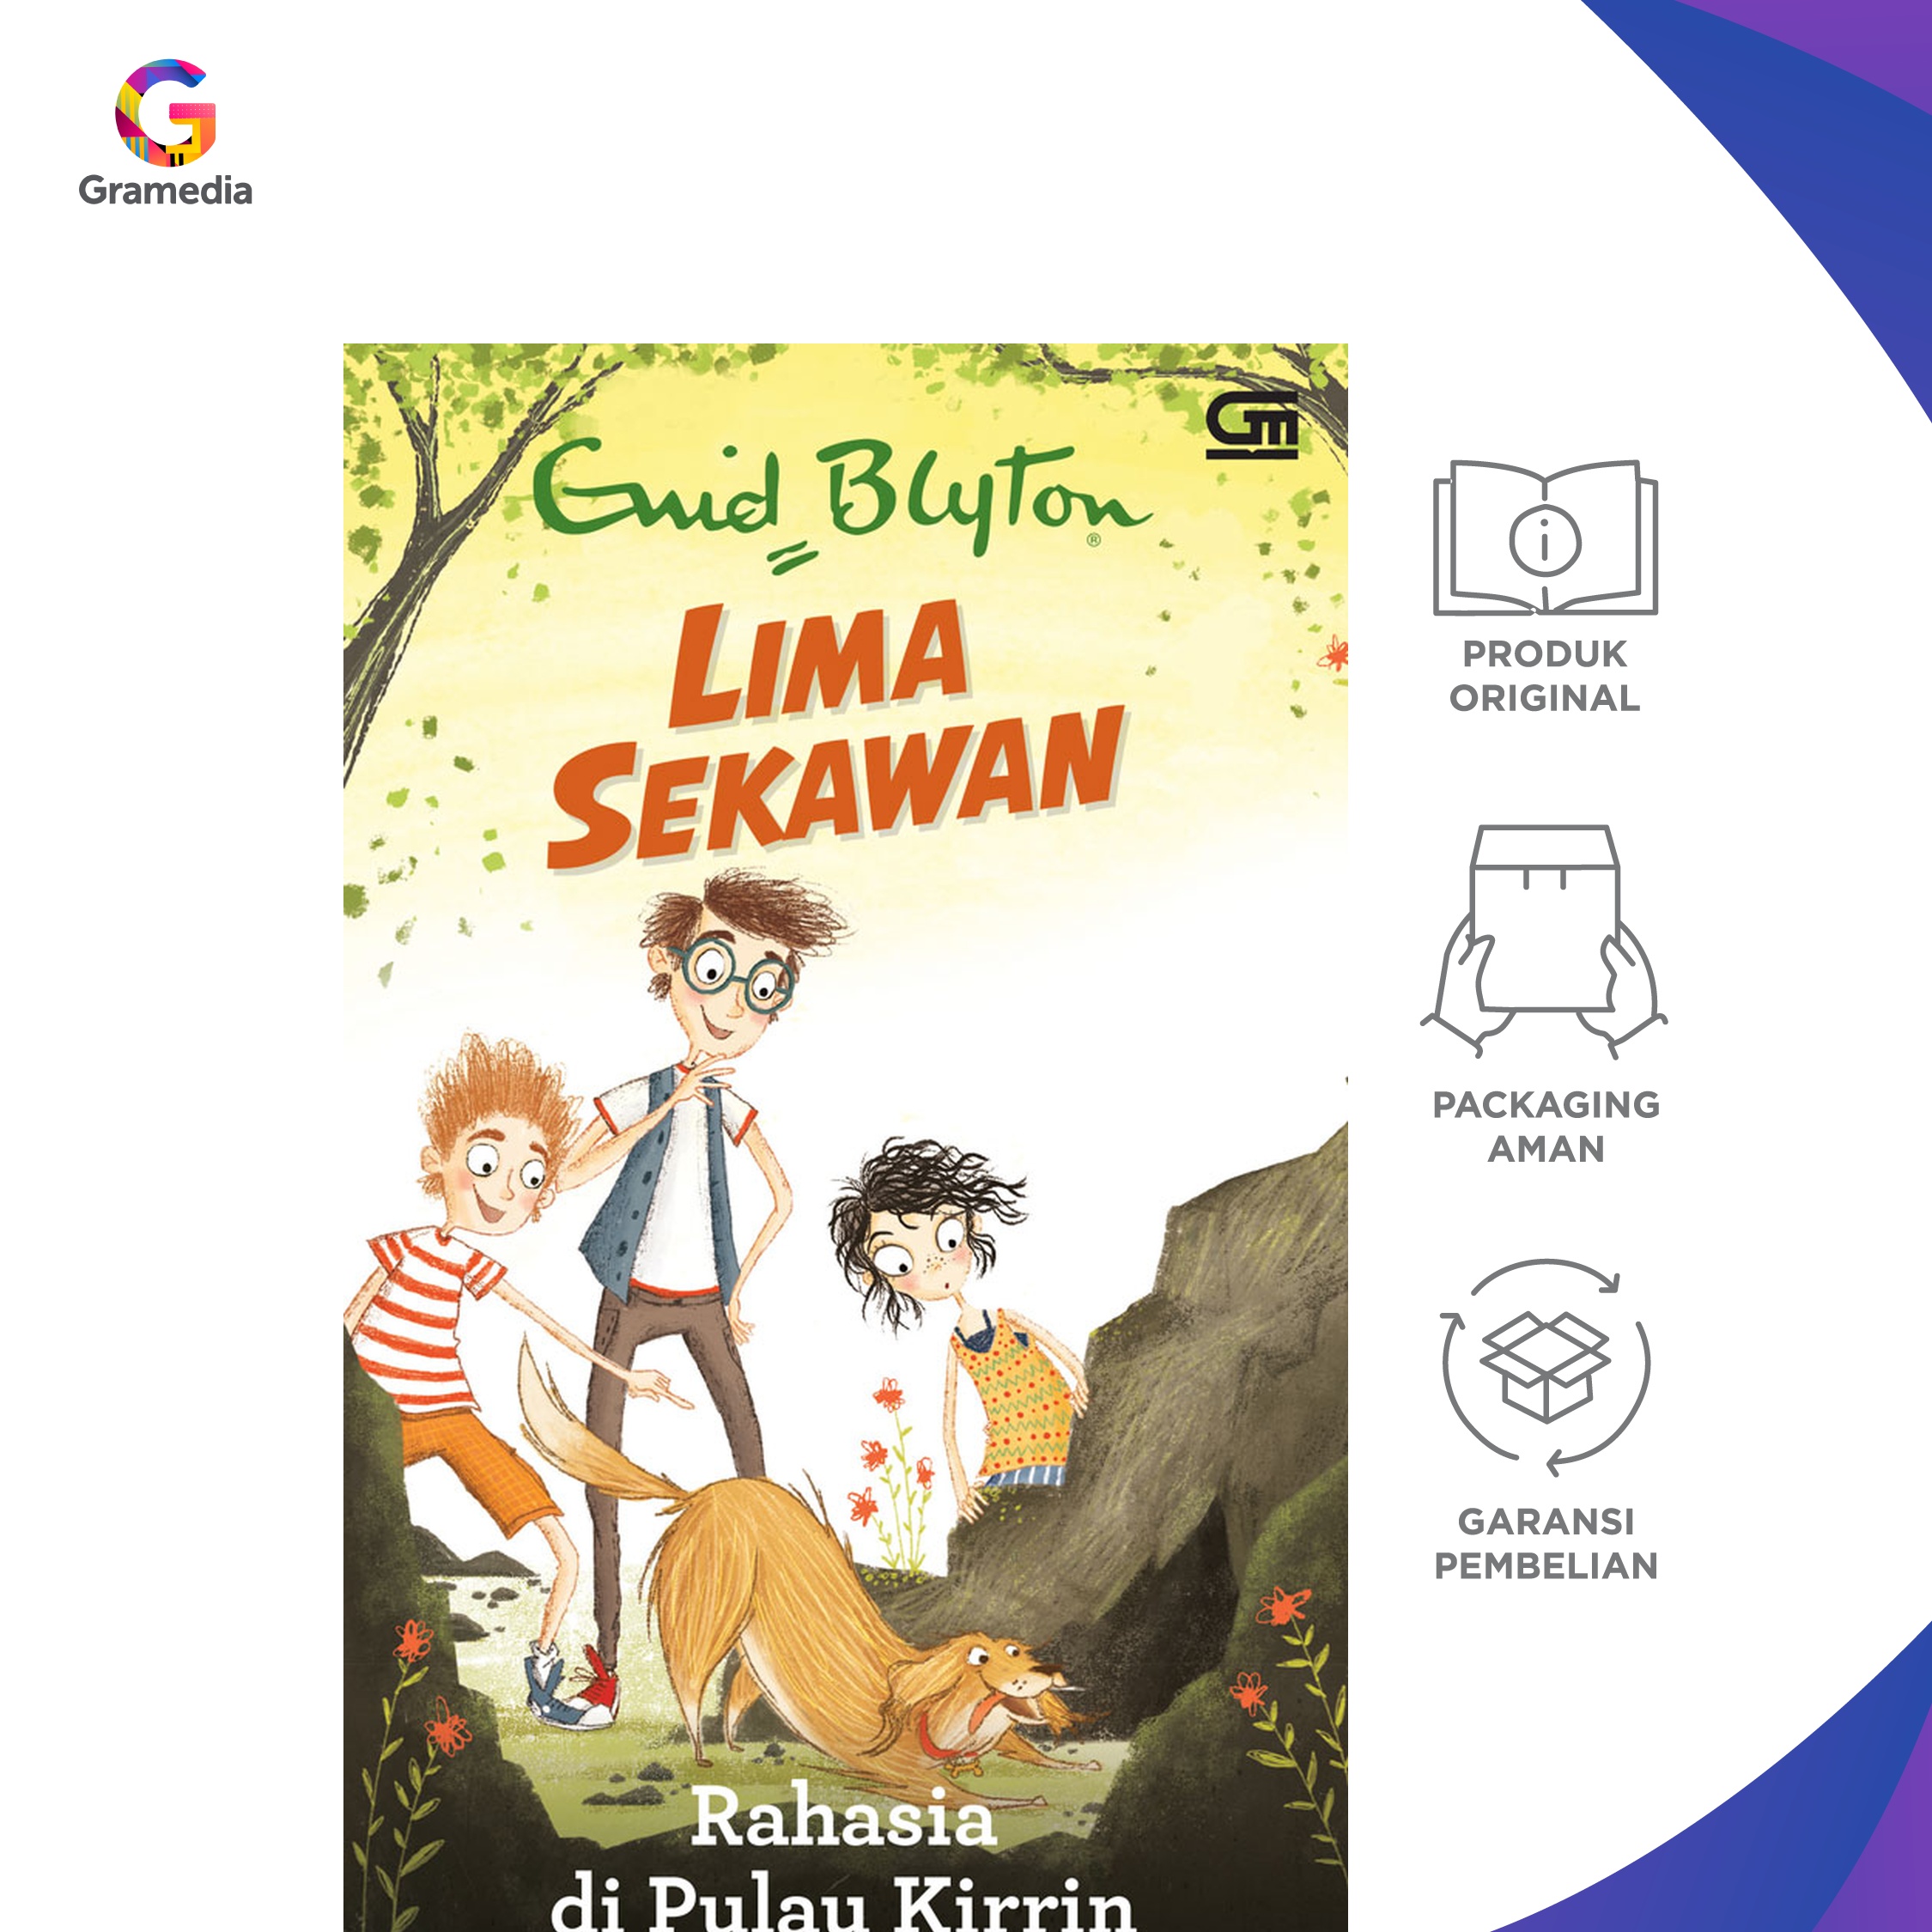 Gramedia
Enid Blyton
®
LIMA
SEKAWAN
Rahasia
di Pulau Kirrin
PRODUK
ORIGINAL
PACKAGING
AMAN
GARANSI
PEMBELIAN